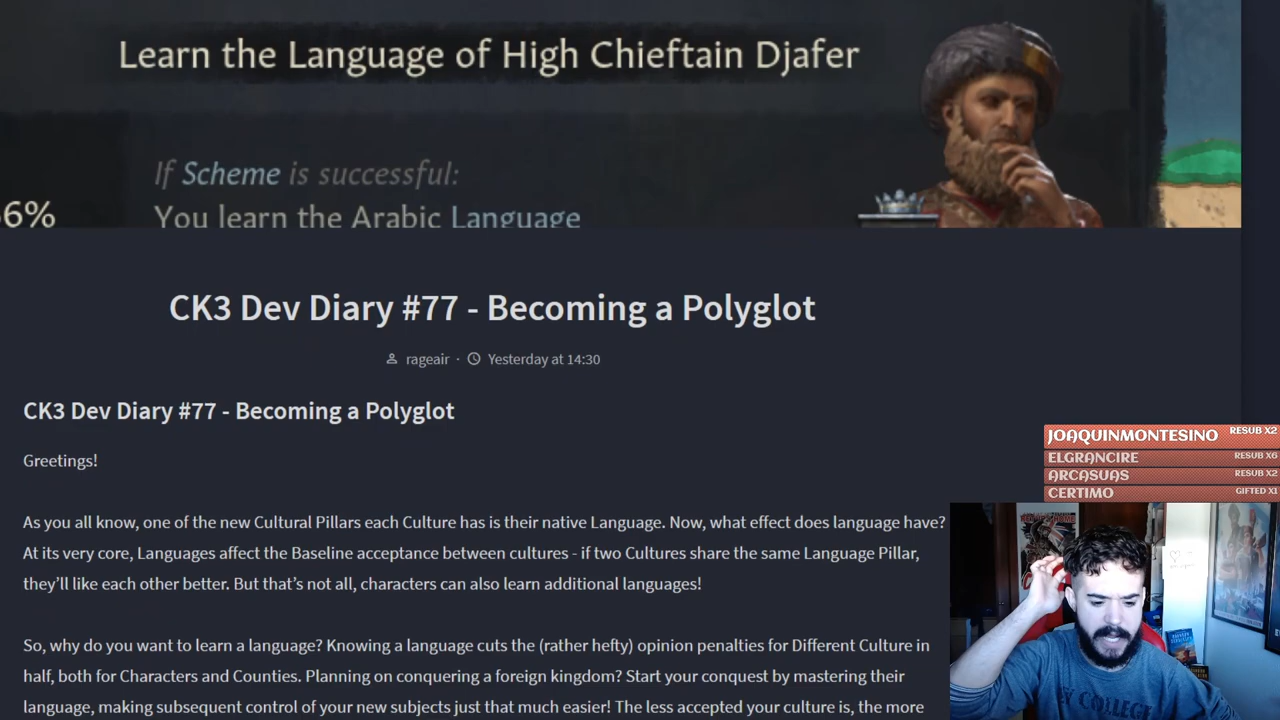 Learn the Language of High Chieftain Djafer
If Scheme is successful:
6%
You learn the Arabic Language
CK3 Dev Diary #77 - Becoming a Polyglot
rageair · Yesterday at 14:30
CK3 Dev Diary #77 - Becoming a Polyglot
Greetings!
As you all know, one of the new Cultural Pillars each Culture has is their native Language. Now, what effect does language have?
At its very core, Languages affect the Baseline acceptance between cultures - if two Cultures share the same Language Pillar,
they'll like each other better. But that's not all, characters can also learn additional languages!
So, why do you want to learn a language? Knowing a language cuts the (rather hefty) opinion penalties for Different Culture in
half, both for Characters and Counties. Planning on conquering a foreign kingdom? Start your conquest by mastering their
language, making subsequent control of your new subjects just that much easier! The less accepted your culture is, the more
JOAQUINMONTESINO RESUB X2
ELGRANCIRE RESUB X6
ARCASUAS RESUB X2
CERTIMO GIFTED X1